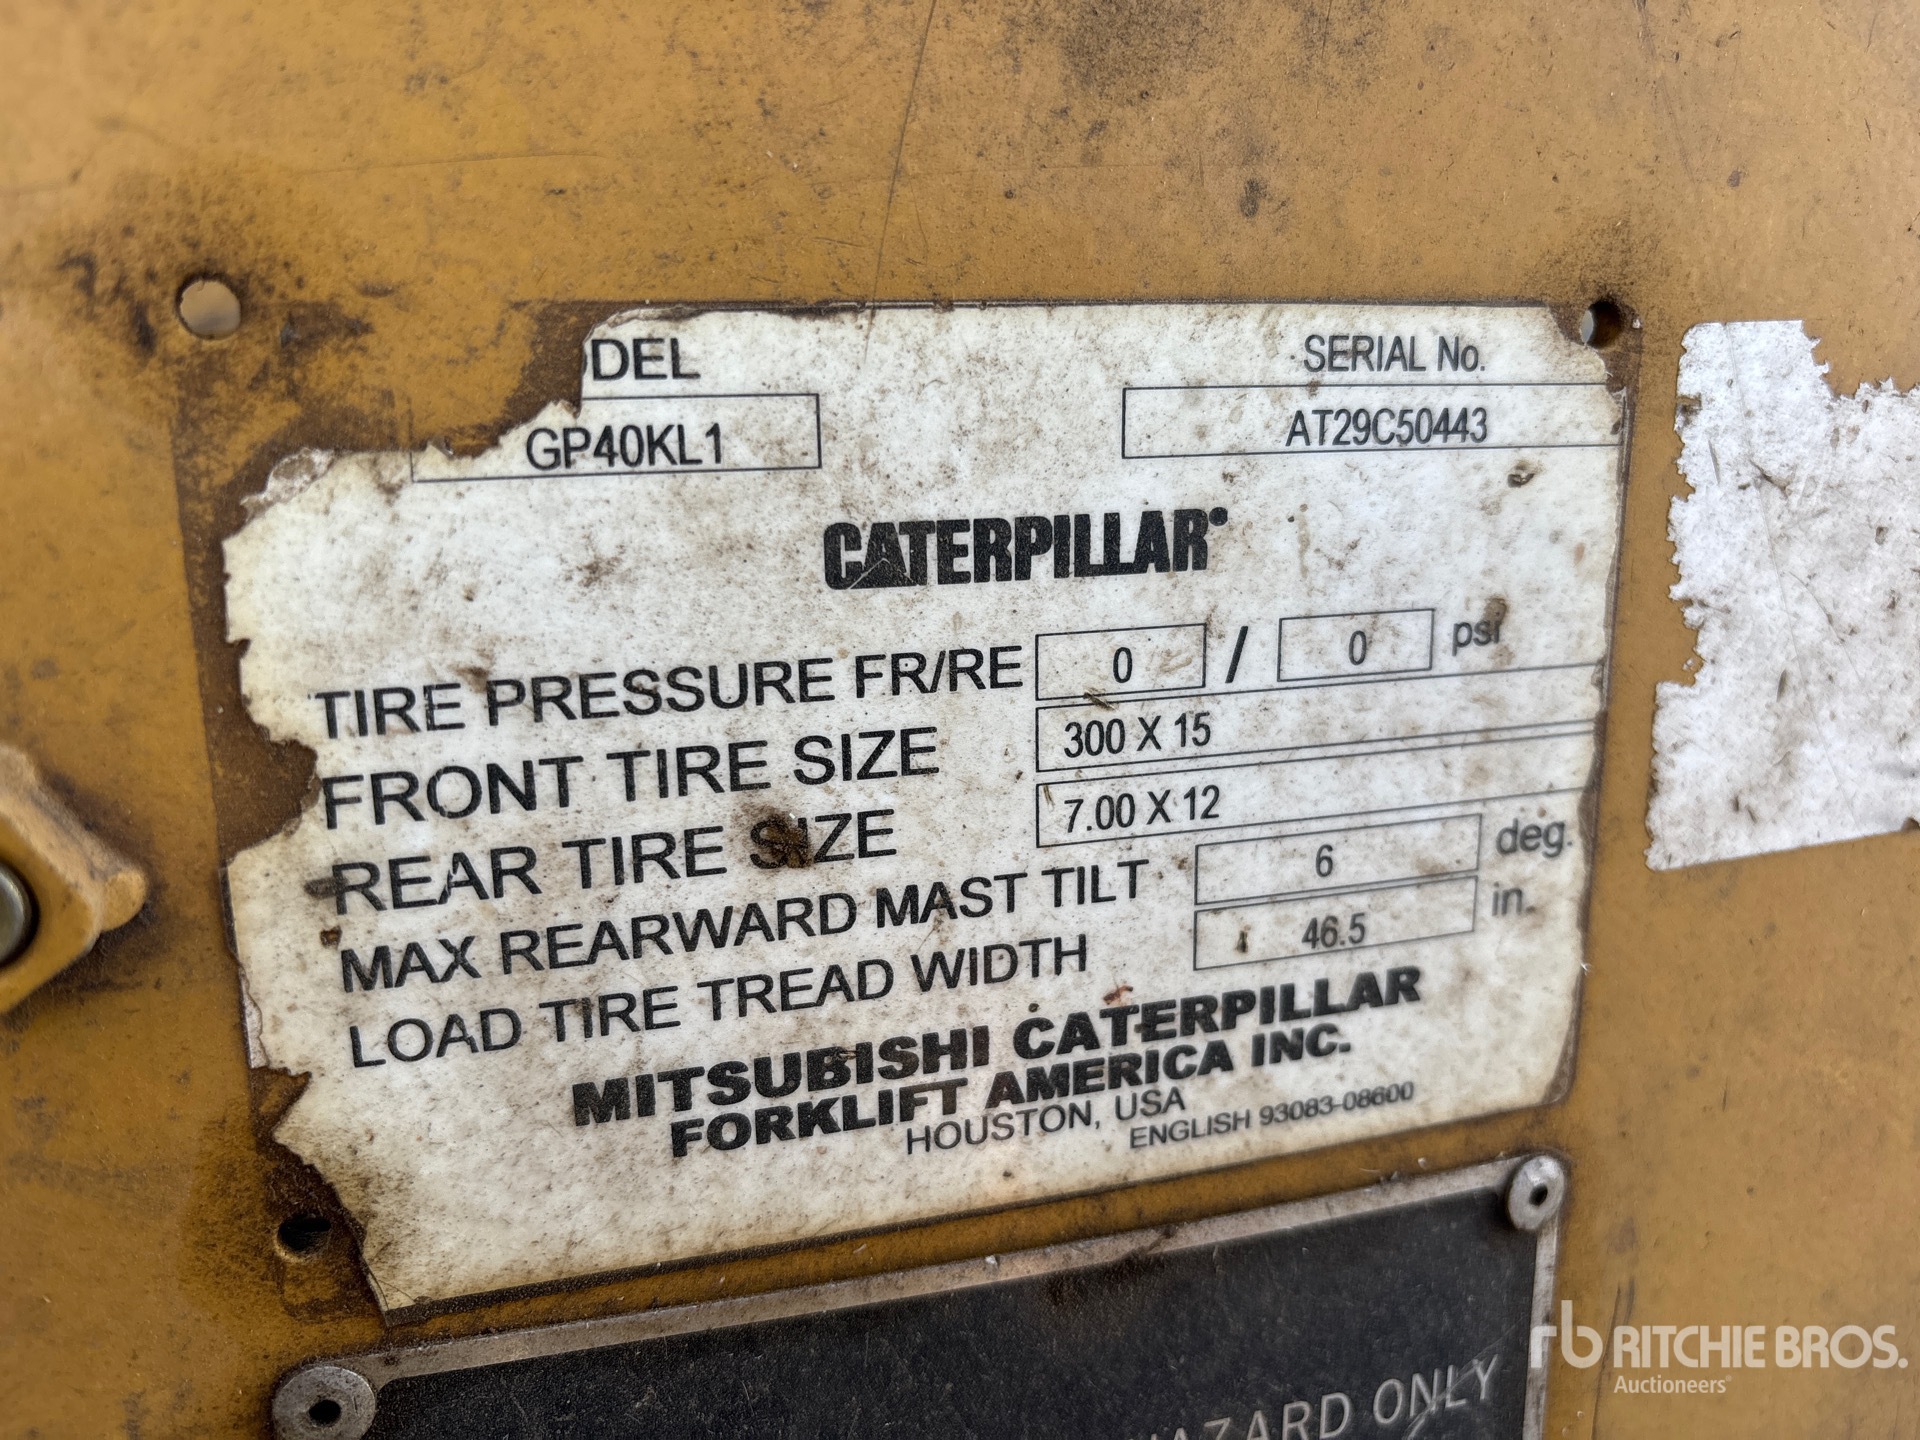 ODEL SERIAL No.
GP40KL1 AT29C50443
CATERPILLAR
TIRE PRESSURE FR/RE 0 / 0 psi
FRONT TIRE SIZE 300 X 15
REAR TIRE SIZE 7.00 X 12
MAX REARWARD MAST TILT 6 deg.
LOAD TIRE TREAD WIDTH 46.5 in.
MITSUBISHI CATERPILLAR
FORKLIFT AMERICA INC.
HOUSTON, USA
ENGLISH 93083-08600
HAZARD ONLY
rb RITCHIE BROS.
Auctioneers